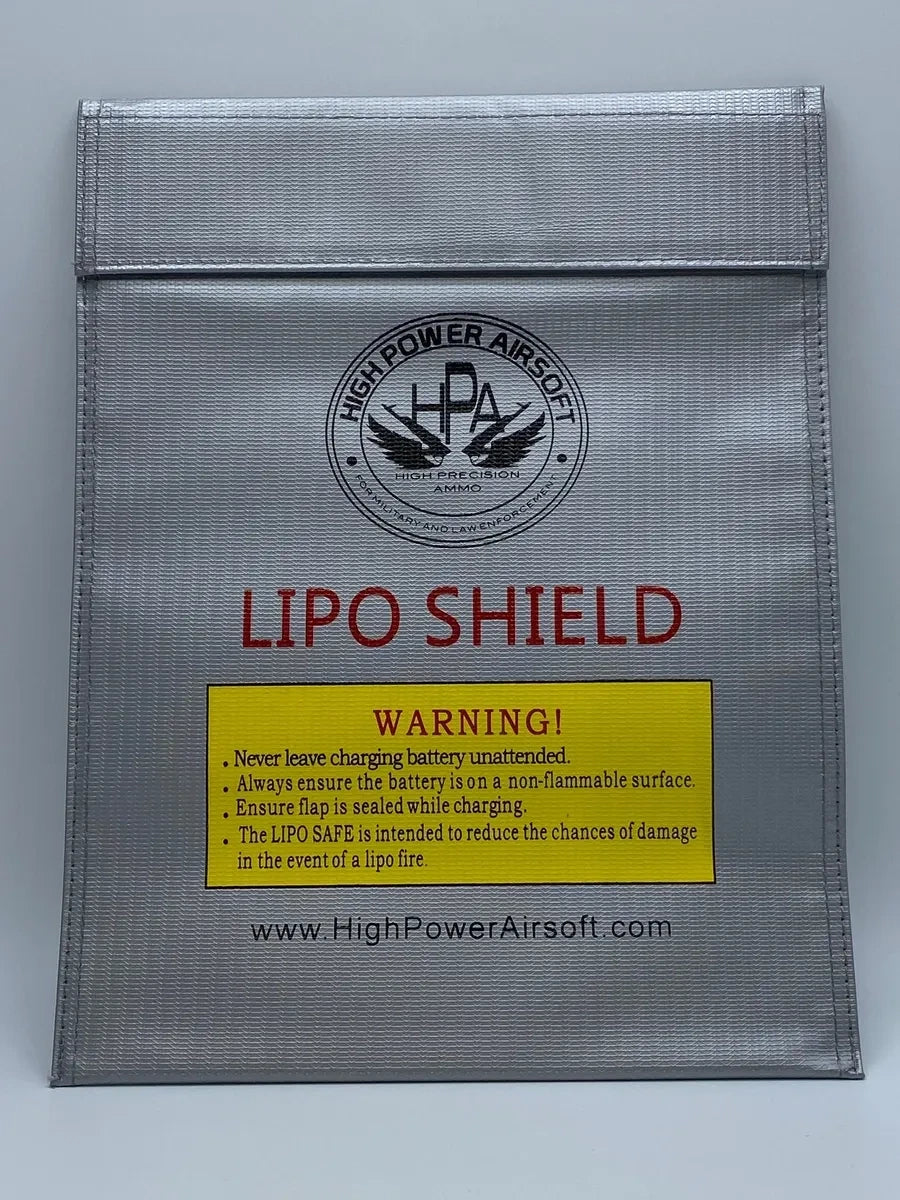 HIGH POWER AIRSOFT
HPA
HIGH PRECISION
AMMO
FOR MILITARY AND LAW ENFORCEMENT
LIPO SHIELD
WARNING!
• Never leave charging battery unattended.
• Always ensure the battery is on a non-flammable surface.
• Ensure flap is sealed while charging.
• The LIPO SAFE is intended to reduce the chances of damage
in the event of a lipo fire.
www.HighPowerAirsoft.com